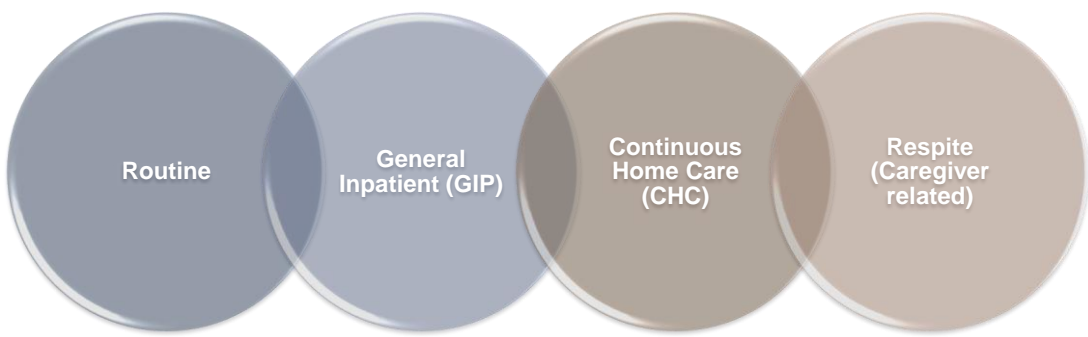 Routine
General
Inpatient (GIP)
Continuous
Home Care
(CHC)
Respite
(Caregiver
related)